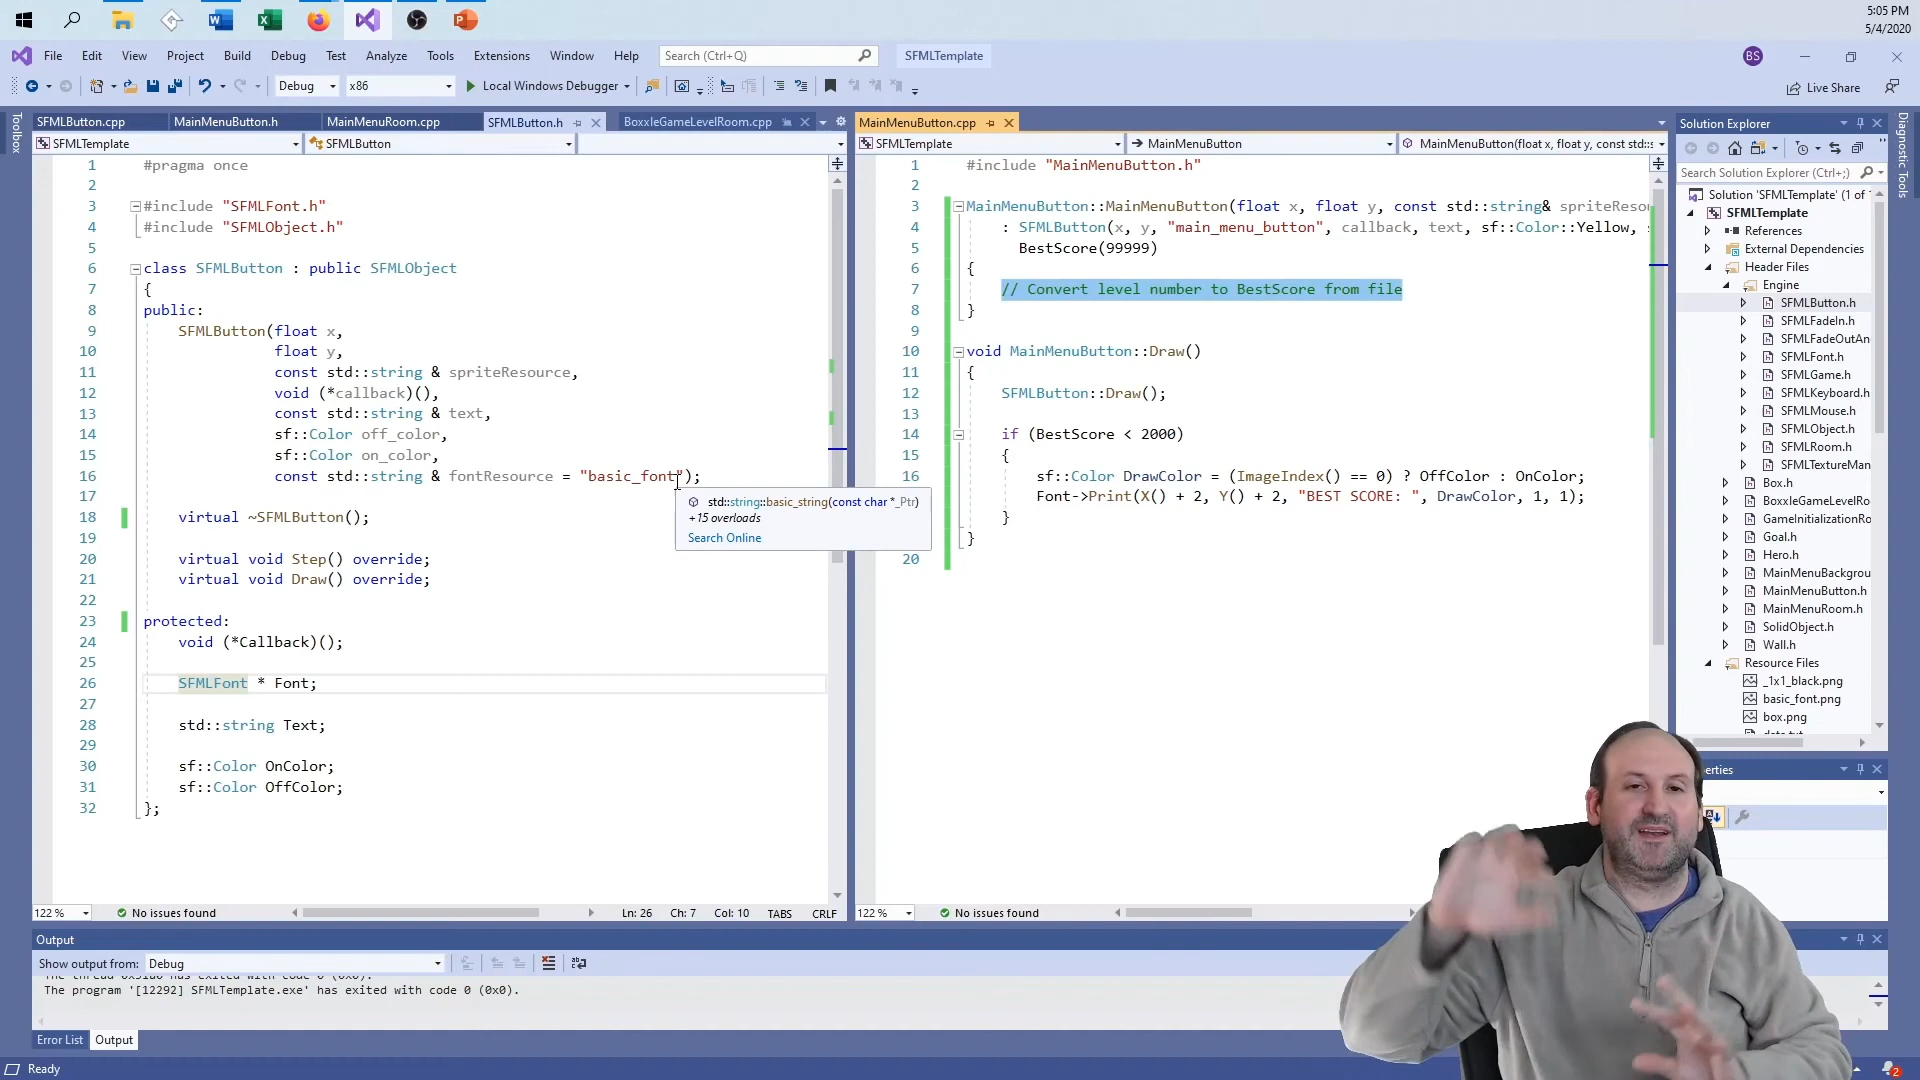 5:05 PM
5/4/2020
File Edit View Project Build Debug Test Analyze Tools Extensions Window Help Search (Ctrl+Q) SFMLTemplate BS
Debug x86 Local Windows Debugger Live Share
Toolbox
SFMLButton.cpp MainMenuButton.h MainMenuRoom.cpp SFMLButton.h BoxxleGameLevelRoom.cpp
SFMLTemplate SFMLButton
1 #pragma once
2
3 #include "SFMLFont.h"
4 #include "SFMLObject.h"
5
6 class SFMLButton : public SFMLObject
7 {
8 public:
9 SFMLButton(float x,
10 float y,
11 const std::string & spriteResource,
12 void (*callback)(),
13 const std::string & text,
14 sf::Color off_color,
15 sf::Color on_color,
16 const std::string & fontResource = "basic_font");
17
18 virtual ~SFMLButton();
19
20 virtual void Step() override;
21 virtual void Draw() override;
22
23 protected:
24 void (*Callback)();
25
26 SFMLFont * Font;
27
28 std::string Text;
29
30 sf::Color OnColor;
31 sf::Color OffColor;
32 };
std::string::basic_string(const char *_Ptr)
+15 overloads
Search Online
122 % No issues found Ln: 26 Ch: 7 Col: 10 TABS CRLF
MainMenuButton.cpp
SFMLTemplate MainMenuButton MainMenuButton(float x, float y, const std::s
1 #include "MainMenuButton.h"
2
3 MainMenuButton::MainMenuButton(float x, float y, const std::string& spriteResou
4 : SFMLButton(x, y, "main_menu_button", callback, text, sf::Color::Yellow, s
5 BestScore(99999)
6 {
7 // Convert level number to BestScore from file
8 }
9
10 void MainMenuButton::Draw()
11 {
12 SFMLButton::Draw();
13
14 if (BestScore < 2000)
15 {
16 sf::Color DrawColor = (ImageIndex() == 0) ? OffColor : OnColor;
Font->Print(X() + 2, Y() + 2, "BEST SCORE: ", DrawColor, 1, 1);
}
}
20
122 % No issues found
Solution Explorer
Search Solution Explorer (Ctrl+;)
Solution 'SFMLTemplate' (1 of 1
SFMLTemplate
References
External Dependencies
Header Files
Engine
SFMLButton.h
SFMLFadeIn.h
SFMLFadeOutAn
SFMLFont.h
SFMLGame.h
SFMLKeyboard.h
SFMLMouse.h
SFMLObject.h
SFMLRoom.h
SFMLTextureMan
Box.h
BoxxleGameLevelRo
GameInitializationRo
Goal.h
Hero.h
MainMenuBackgrou
MainMenuButton.h
MainMenuRoom.h
SolidObject.h
Wall.h
Resource Files
_1x1_black.png
basic_font.png
box.png
Diagnostic Tools
erties
Output
Show output from: Debug
The program '[12292] SFMLTemplate.exe' has exited with code 0 (0x0).
Error List Output
Ready 2